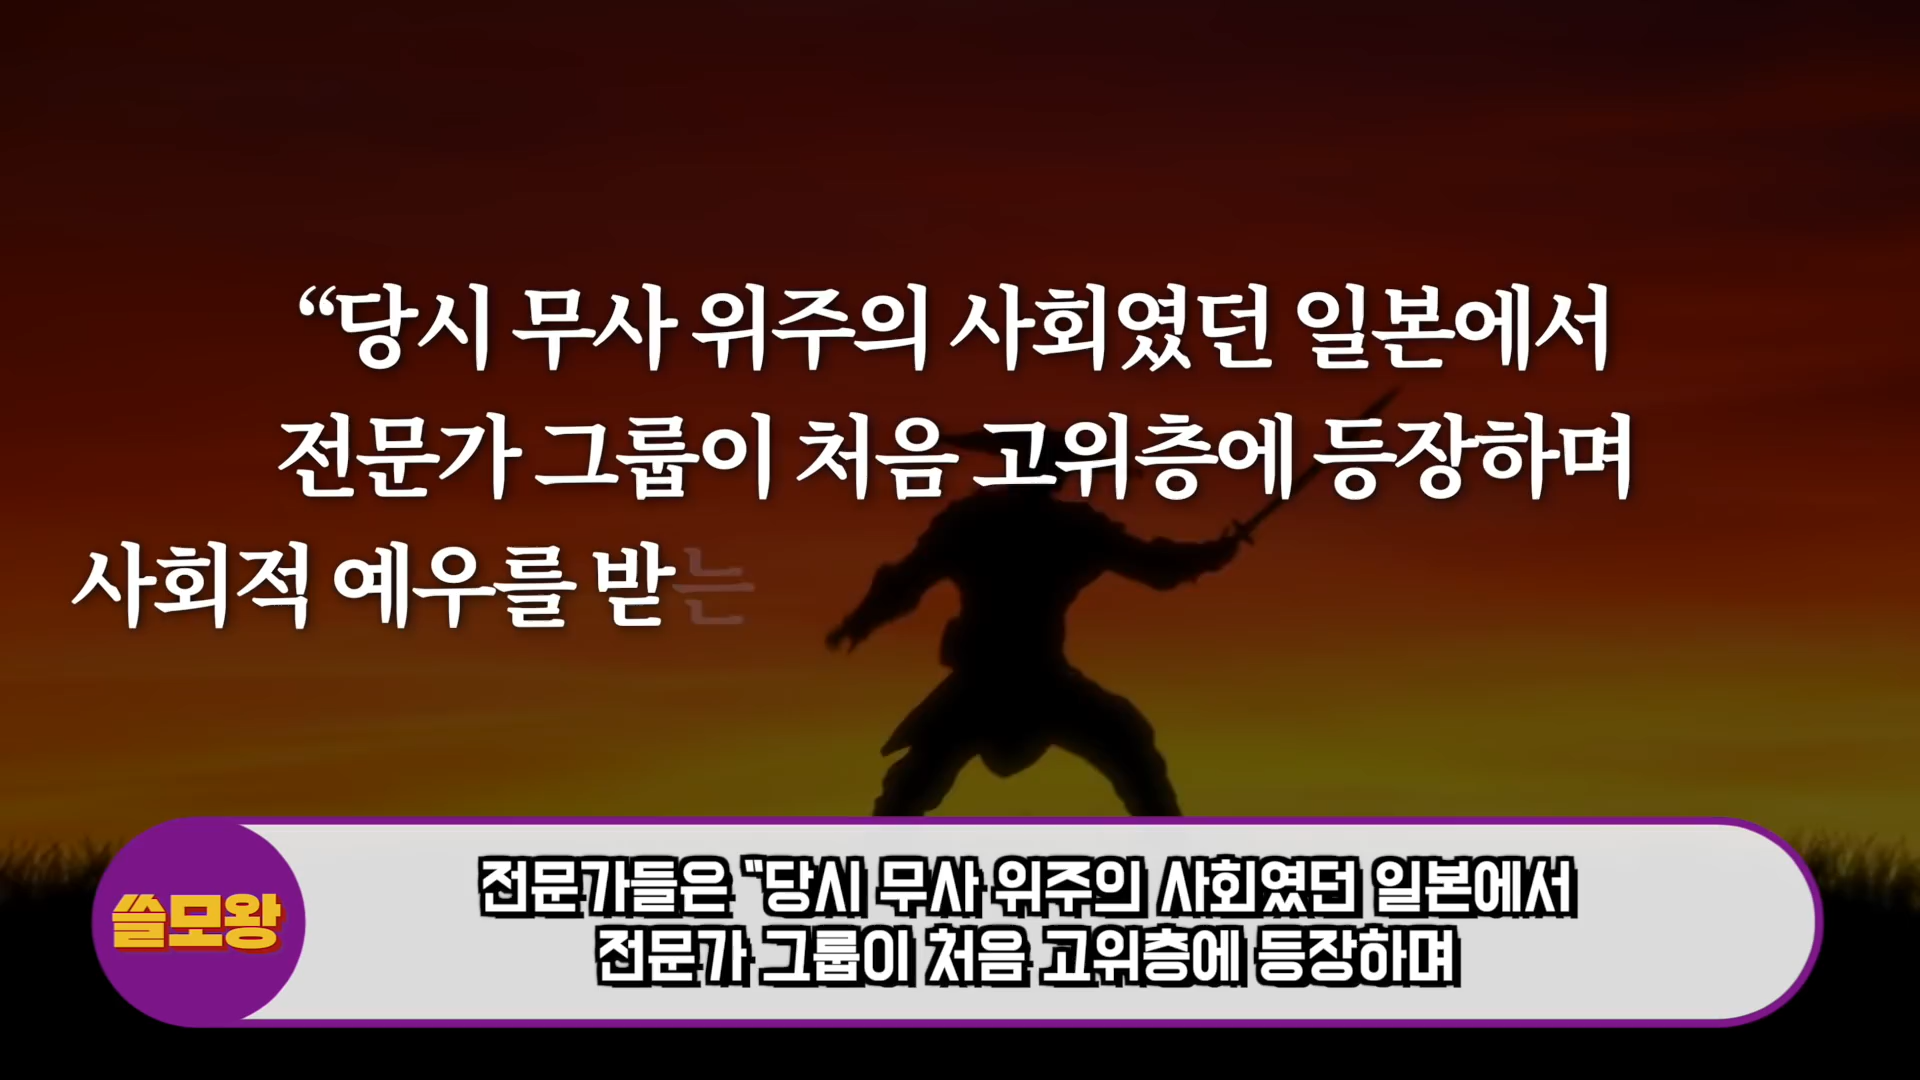 “당시 무사 위주의 사회였던 일본에서
전문가 그룹이 처음 고위층에 등장하며
사회적 예우를 받는
쓸모왕
전문가들은 “당시 무사 위주의 사회였던 일본에서
전문가 그룹이 처음 고위층에 등장하며